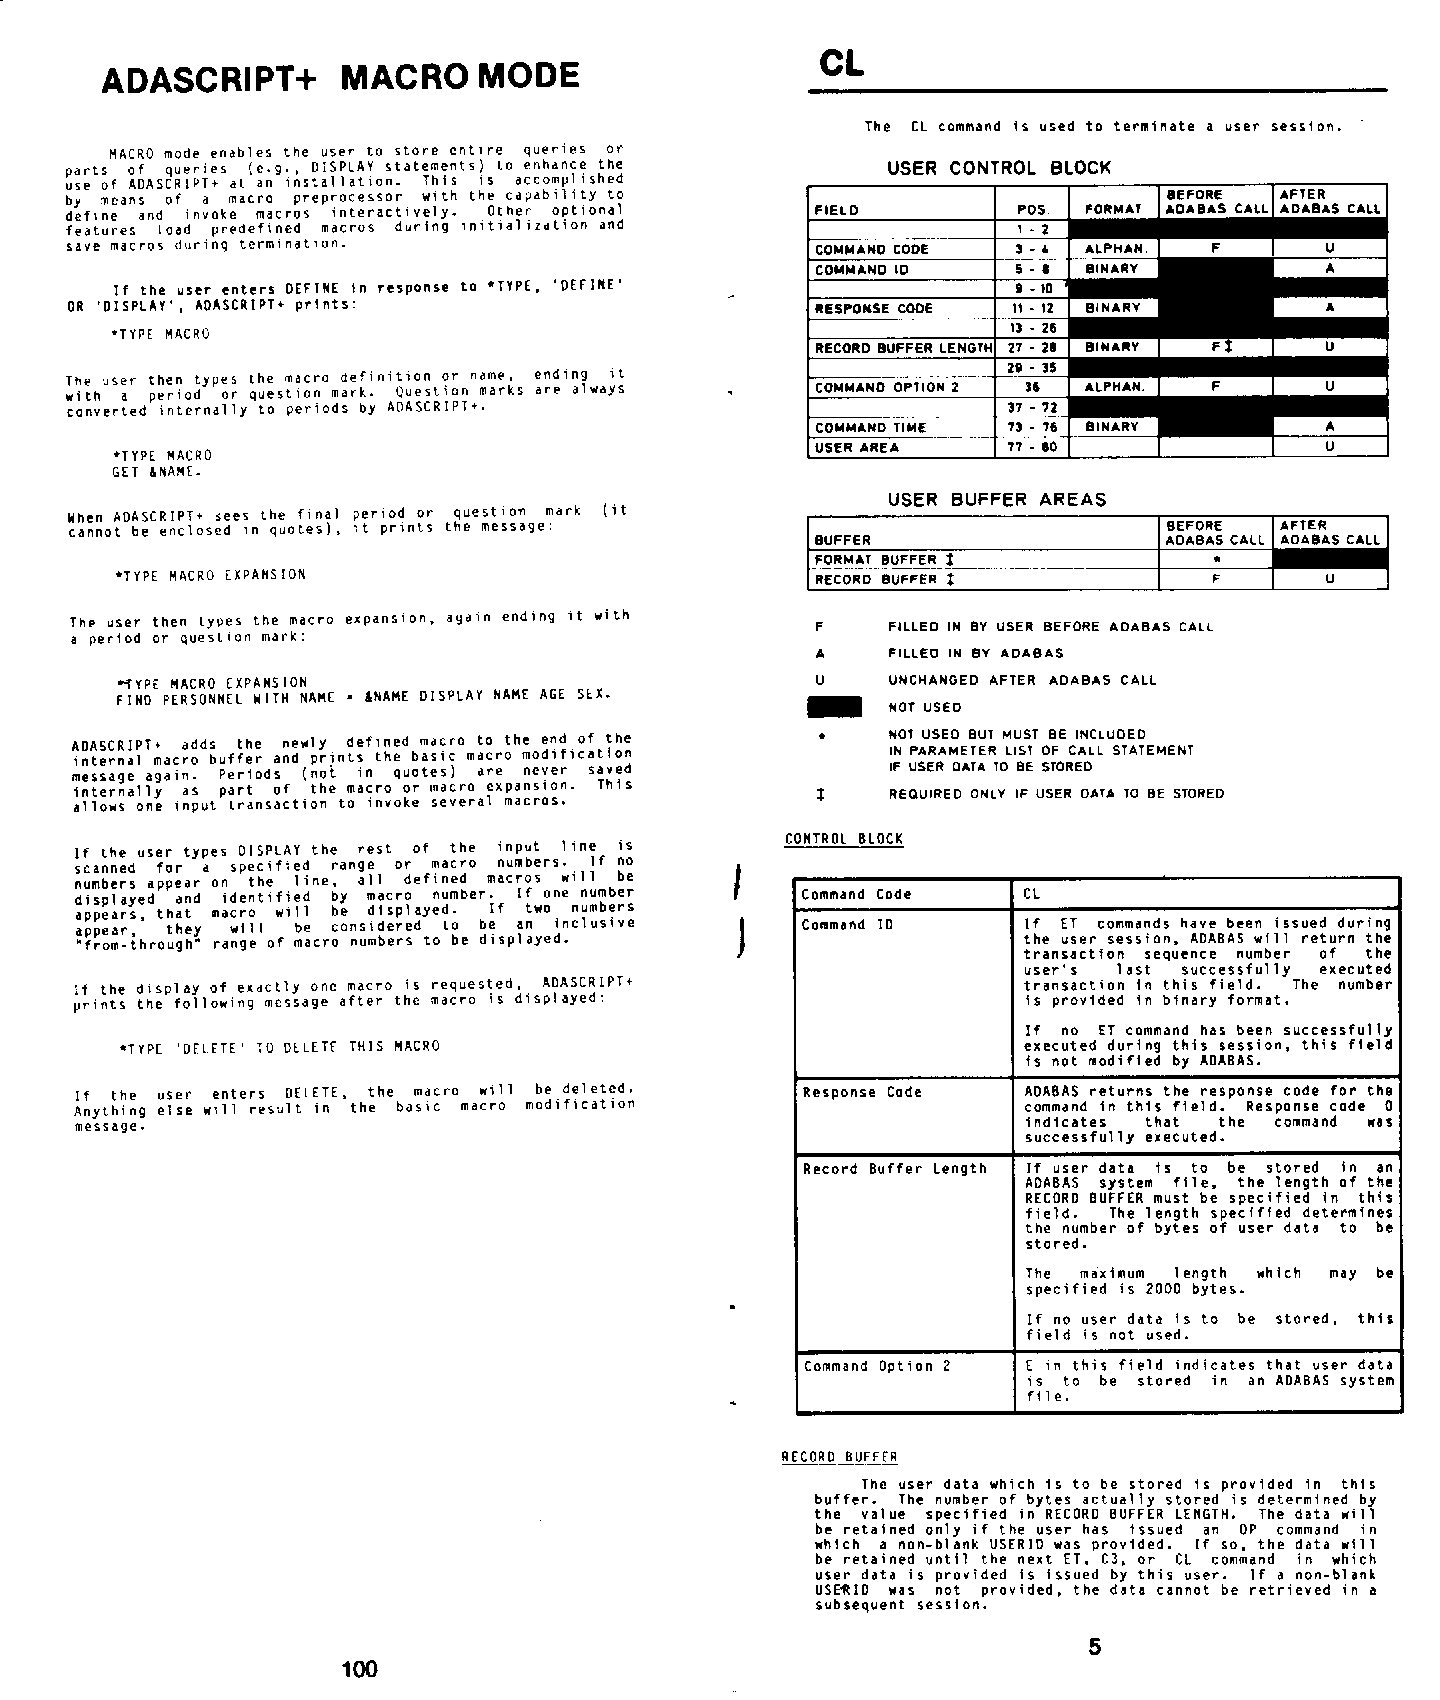 ADASCRIPT+ MACRO MODE
MACRO mode enables the user to store entire queries or
parts of queries (e.g., DISPLAY statements) to enhance the
use of ADASCRIPT+ at an installation. This is accomplished
by means of a macro preprocessor with the capability to
define and invoke macros interactively. Other optional
features load predefined macros during initialization and
save macros during termination.
If the user enters DEFINE in response to *TYPE, 'DEFINE'
OR 'DISPLAY', ADASCRIPT+ prints:
*TYPE MACRO
The user then types the macro definition or name, ending it
with a period or question mark. Question marks are always
converted internally to periods by ADASCRIPT+.
*TYPE MACRO
GET &NAME.
When ADASCRIPT+ sees the final period or question mark (it
cannot be enclosed in quotes), it prints the message:
*TYPE MACRO EXPANSION
The user then types the macro expansion, again ending it with
a period or question mark:
*TYPE MACRO EXPANSION
FIND PERSONNEL WITH NAME = &NAME DISPLAY NAME AGE SEX.
ADASCRIPT+ adds the newly defined macro to the end of the
internal macro buffer and prints the basic macro modification
message again. Periods (not in quotes) are never saved
internally as part of the macro or macro expansion. This
allows one input transaction to invoke several macros.
If the user types DISPLAY the rest of the input line is
scanned for a specified range or macro numbers. If no
numbers appear on the line, all defined macros will be
displayed and identified by macro number. If one number
appears, that macro will be displayed. If two numbers
appear, they will be considered to be an inclusive
"from-through" range of macro numbers to be displayed.
If the display of exactly one macro is requested, ADASCRIPT+
prints the following message after the macro is displayed:
*TYPE 'DELETE' TO DELETE THIS MACRO
If the user enters DELETE, the macro will be deleted.
Anything else will result in the basic macro modification
message.
100
CL
The CL command is used to terminate a user session.
USER CONTROL BLOCK
FIELD POS. FORMAT BEFORE ADABAS CALL AFTER ADABAS CALL
1 - 2
COMMAND CODE 3 - 4 ALPHAN. F U
COMMAND ID 5 - 8 BINARY A
9 - 10
RESPONSE CODE 11 - 12 BINARY A
13 - 26
RECORD BUFFER LENGTH 27 - 28 BINARY F‡ U
29 - 35
COMMAND OPTION 2 36 ALPHAN. F U
37 - 72
COMMAND TIME 73 - 76 BINARY A
USER AREA 77 - 80 U
USER BUFFER AREAS
BUFFER BEFORE ADABAS CALL AFTER ADABAS CALL
FORMAT BUFFER ‡ *
RECORD BUFFER ‡ F U
F FILLED IN BY USER BEFORE ADABAS CALL
A FILLED IN BY ADABAS
U UNCHANGED AFTER ADABAS CALL
NOT USED
* NOT USED BUT MUST BE INCLUDED
IN PARAMETER LIST OF CALL STATEMENT
IF USER DATA TO BE STORED
‡ REQUIRED ONLY IF USER DATA TO BE STORED
CONTROL BLOCK
Command Code CL
Command ID If ET commands have been issued during
the user session, ADABAS will return the
transaction sequence number of the
user's last successfully executed
transaction in this field. The number
is provided in binary format.
If no ET command has been successfully
executed during this session, this field
is not modified by ADABAS.
Response Code ADABAS returns the response code for the
command in this field. Response code 0
indicates that the command was
successfully executed.
Record Buffer Length If user data is to be stored in an
ADABAS system file, the length of the
RECORD BUFFER must be specified in this
field. The length specified determines
the number of bytes of user data to be
stored.
The maximum length which may be
specified is 2000 bytes.
If no user data is to be stored, this
field is not used.
Command Option 2 E in this field indicates that user data
is to be stored in an ADABAS system
file.
RECORD BUFFER
The user data which is to be stored is provided in this
buffer. The number of bytes actually stored is determined by
the value specified in RECORD BUFFER LENGTH. The data will
be retained only if the user has issued an OP command in
which a non-blank USERID was provided. If so, the data will
be retained until the next ET, C3, or CL command in which
user data is provided is issued by this user. If a non-blank
USERID was not provided, the data cannot be retrieved in a
subsequent session.
5